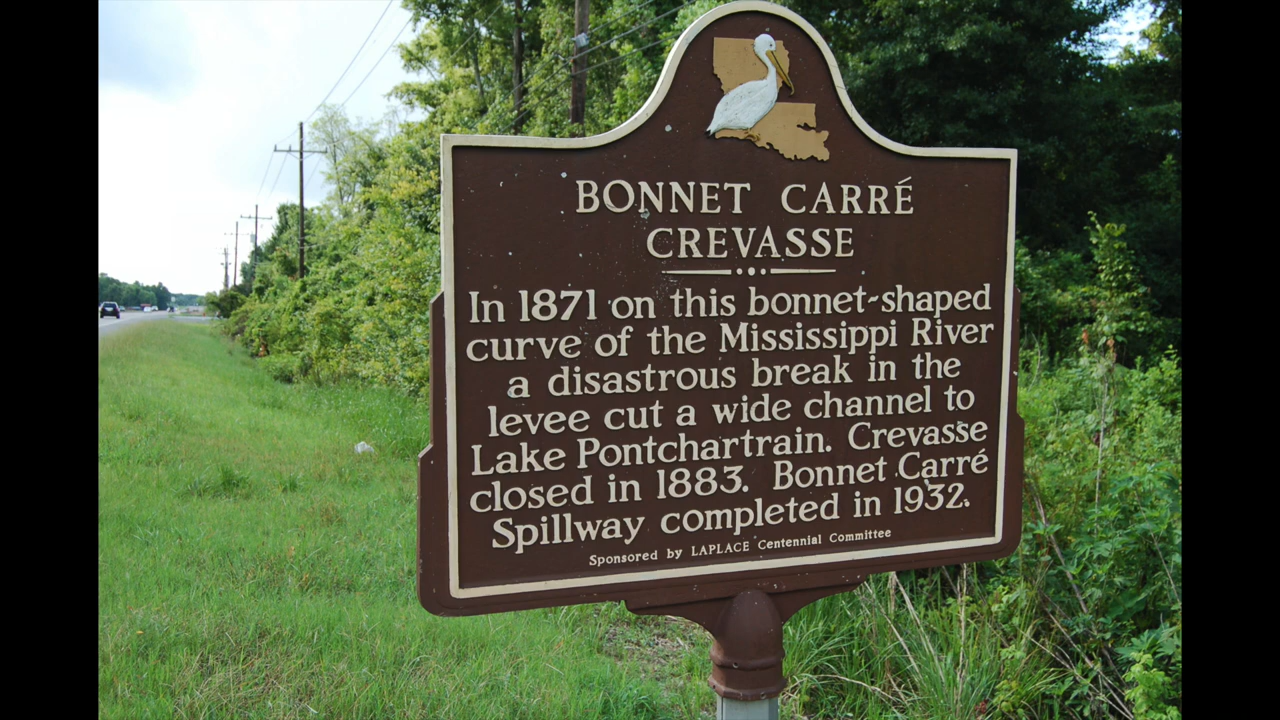 BONNET CARRÉ
CREVASSE
In 1871 on this bonnet-shaped
curve of the Mississippi River
a disastrous break in the
levee cut a wide channel to
Lake Pontchartrain. Crevasse
closed in 1883. Bonnet Carré
Spillway completed in 1932.
Sponsored by LAPLACE Centennial Committee